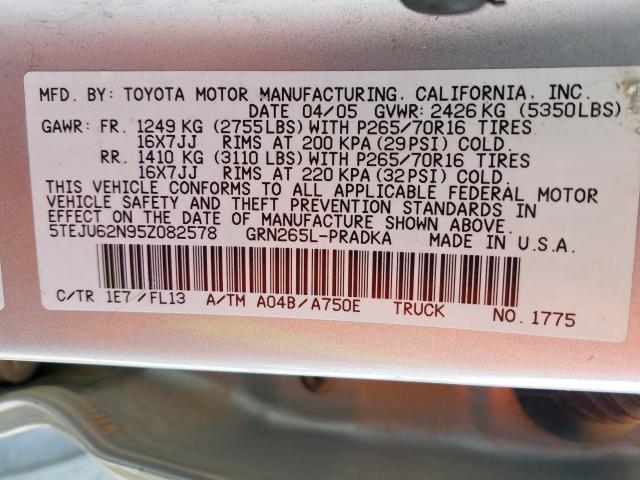 MFD. BY: TOYOTA MOTOR MANUFACTURING, CALIFORNIA, INC.
DATE 04/05 GVWR: 2426 KG (5350LBS)
GAWR: FR. 1249 KG (2755LBS) WITH P265/70R16 TIRES
16X7JJ RIMS AT 200 KPA (29PSI) COLD.
RR. 1410 KG (3110 LBS) WITH P265/70R16 TIRES
16X7JJ RIMS AT 220 KPA (32PSI) COLD.
THIS VEHICLE CONFORMS TO ALL APPLICABLE FEDERAL MOTOR
VEHICLE SAFETY AND THEFT PREVENTION STANDARDS IN
EFFECT ON THE DATE OF MANUFACTURE SHOWN ABOVE.
5TEJU62N95Z082578 GRN265L-PRADKA MADE IN U.S.A.
C/TR 1E7 /FL13 A/TM A04B/A750E TRUCK NO. 1775